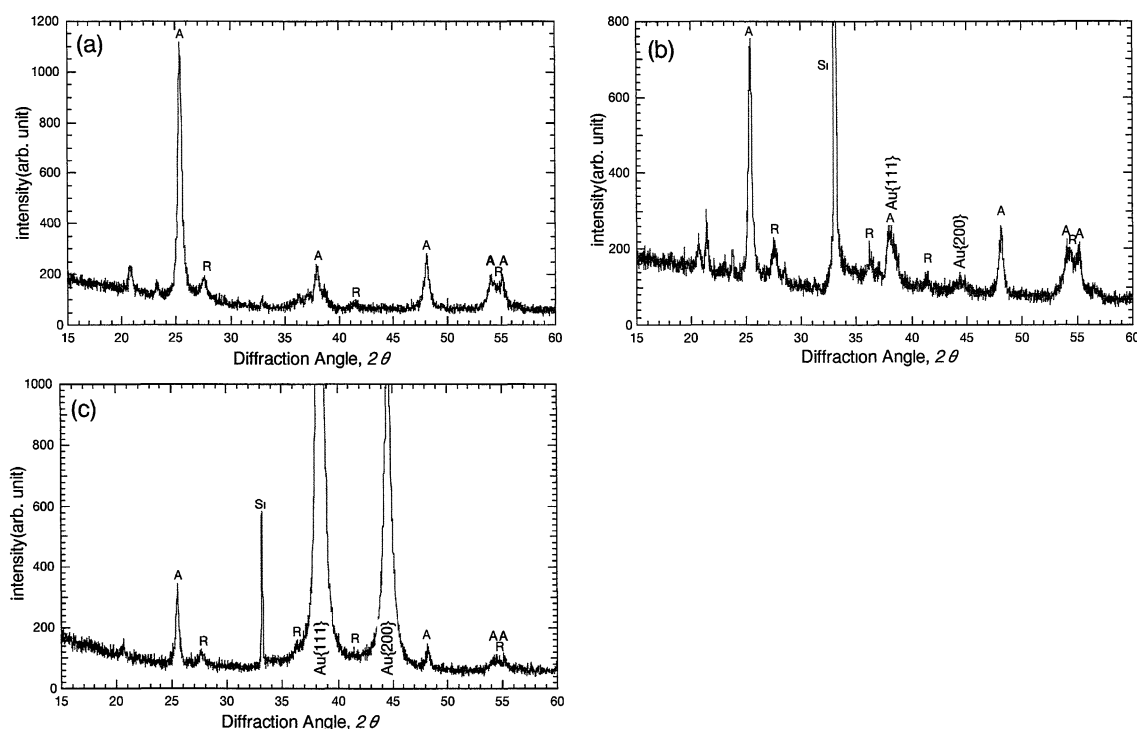 (a)
1200
1000
800
600
400
200
0
intensity(arb. unit)
A
R
A
R
A
A
R
A
15 20 25 30 35 40 45 50 55 60
Diffraction Angle, 2θ
(b)
800
600
400
200
0
intensity(arb. unit)
A
R
Si
R
A
Au{111}
R
Au{200}
A
A
R
A
15 20 25 30 35 40 45 50 55 60
Diffraction Angle, 2θ
(c)
1000
800
600
400
200
0
intensity(arb. unit)
A
R
Si
R
Au{111}
R
Au{200}
A
A
R
A
15 20 25 30 35 40 45 50 55 60
Diffraction Angle, 2θ